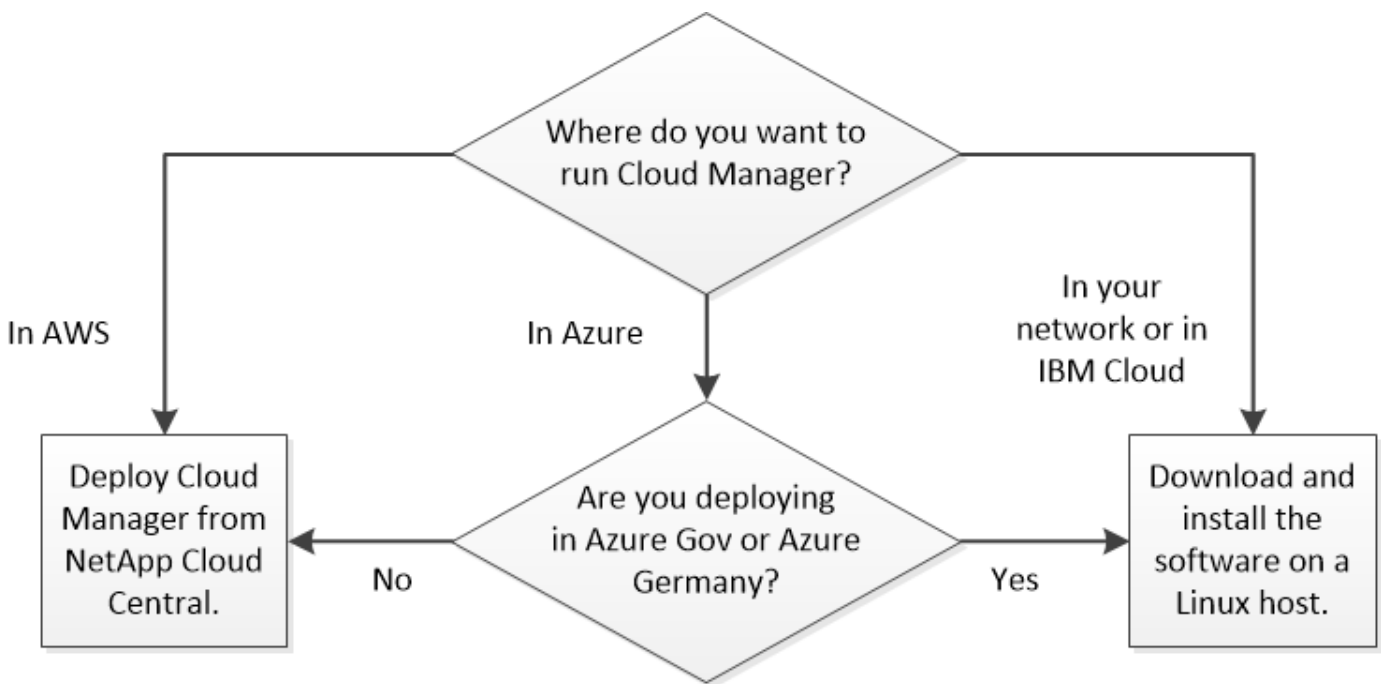 Where do you want to
run Cloud Manager?
In AWS
In Azure
In your
network or in
IBM Cloud
Deploy Cloud
Manager from
NetApp Cloud
Central.
No
Are you deploying
in Azure Gov or Azure
Germany?
Yes
Download and
install the
software on a
Linux host.